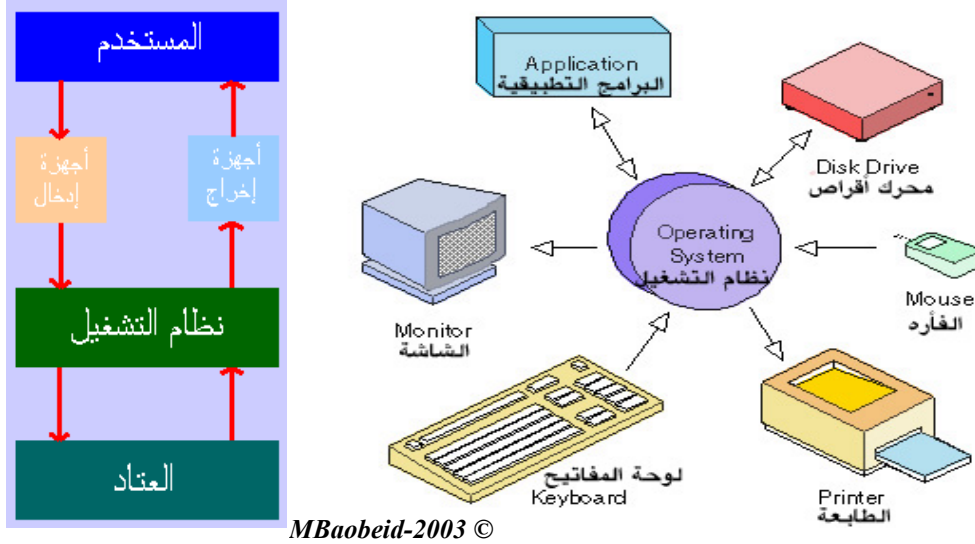 المستخدم
أجهزة
إدخال
أجهزة
إخراج
نظام التشغيل
العتاد
Application
البرامج التطبيقية
Disk Drive
محرك أقراص
Operating
System
نظام التشغيل
Monitor
الشاشة
Mouse
الفأرة
لوحة المفاتيح
Keyboard
Printer
الطابعة
MBaobeid-2003 ©